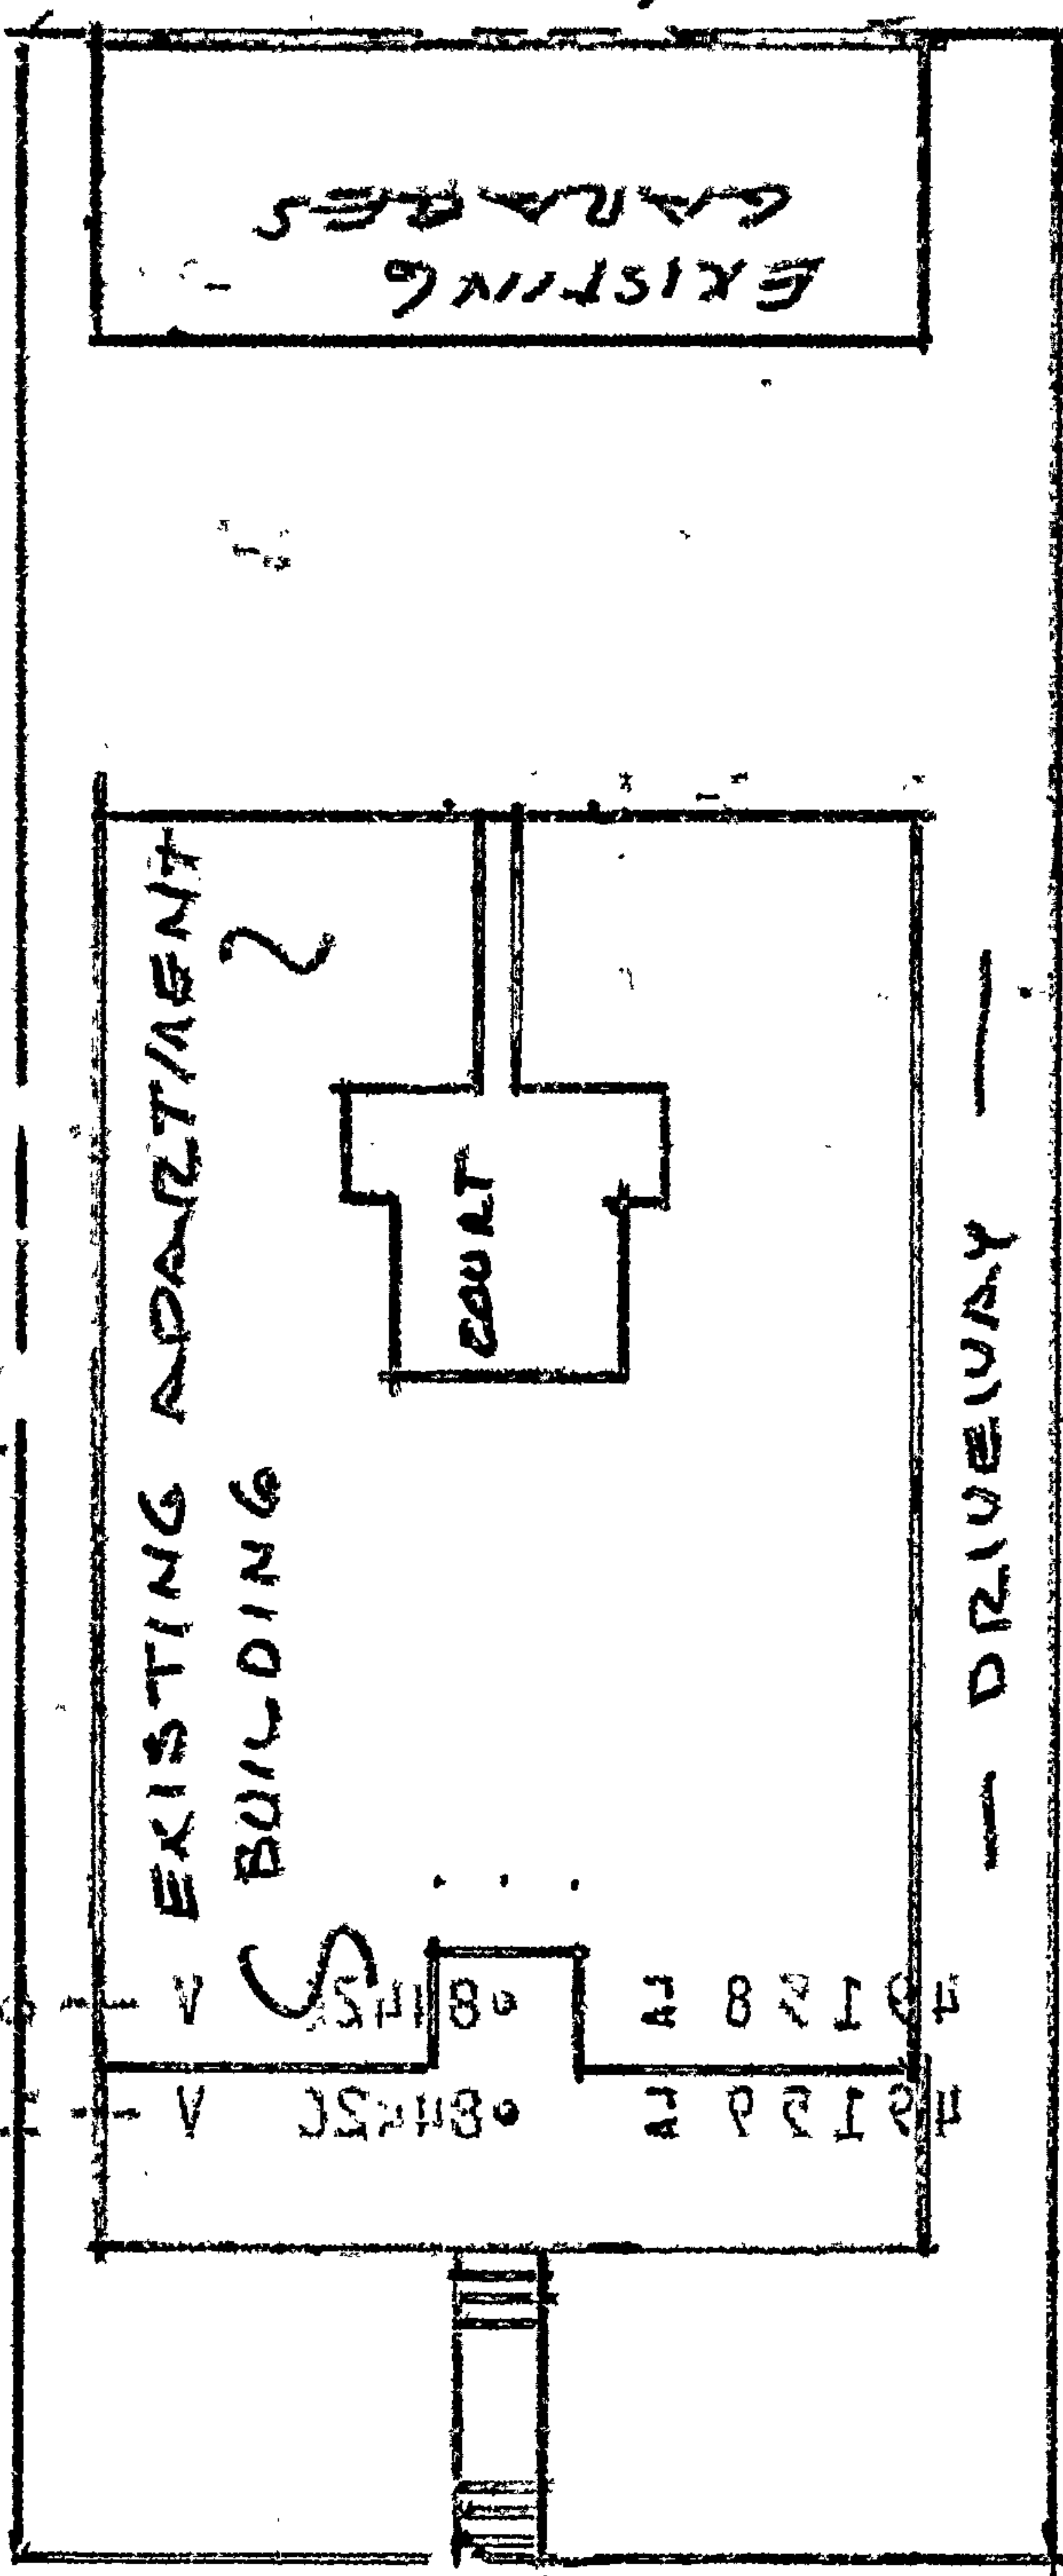 EXISTING
GARAGES
EXISTING APARTMENT
BUILDING
COURT
— DRIVEWAY —